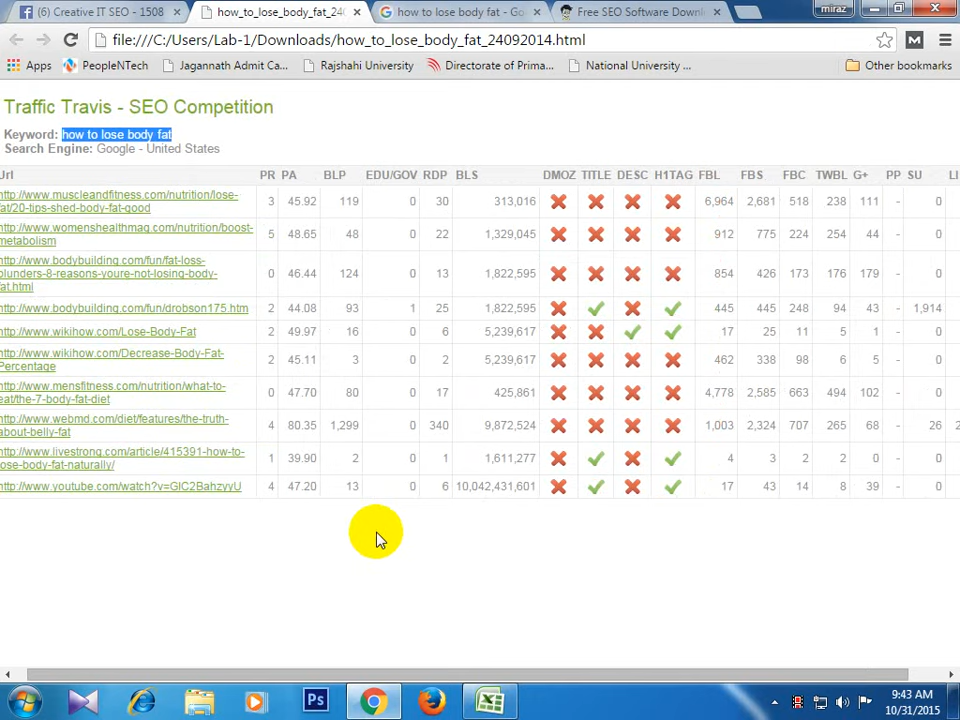 (6) Creative IT SEO - 1508
how_to_lose_body_fat_240
how to lose body fat - Go
Free SEO Software Downl
miraz
file:///C:/Users/Lab-1/Downloads/how_to_lose_body_fat_24092014.html
Apps
PeopleNTech
Jagannath Admit Ca...
Rajshahi University
Directorate of Prima...
National University ...
Other bookmarks
Traffic Travis - SEO Competition
Keyword: how to lose body fat
Search Engine: Google - United States
Url PR PA BLP EDU/GOV RDP BLS DMOZ TITLE DESC H1TAG FBL FBS FBC TWBL G+ PP SU LI
http://www.muscleandfitness.com/nutrition/lose-
fat/20-tips-shed-body-fat-good
3 45.92 119 0 30 313,016 6,964 2,681 518 238 111 - 0
http://www.womenshealthmag.com/nutrition/boost-
metabolism
5 48.65 48 0 22 1,329,045 912 775 224 254 44 - 0
http://www.bodybuilding.com/fun/fat-loss-
blunders-8-reasons-youre-not-losing-body-
fat.html
0 46.44 124 0 13 1,822,595 854 426 173 176 179 - 0
http://www.bodybuilding.com/fun/drobson175.htm 2 44.08 93 1 25 1,822,595 445 445 248 94 43 - 1,914
http://www.wikihow.com/Lose-Body-Fat 2 49.97 16 0 6 5,239,617 17 25 11 5 1 - 0
http://www.wikihow.com/Decrease-Body-Fat-
Percentage
2 45.11 3 0 2 5,239,617 462 338 98 6 5 - 0
http://www.mensfitness.com/nutrition/what-to-
eat/the-7-body-fat-diet
0 47.70 80 0 17 425,861 4,778 2,585 663 494 102 - 0
http://www.webmd.com/diet/features/the-truth-
about-belly-fat
4 80.35 1,299 0 340 9,872,524 1,003 2,324 707 265 68 - 26 2
http://www.livestrong.com/article/415391-how-to-
lose-body-fat-naturally/
1 39.90 2 0 1 1,611,277 4 3 2 2 0 - 0
http://www.youtube.com/watch?v=GIC2BahzyyU 4 47.20 13 0 6 10,042,431,601 17 43 14 8 39 - 0
Ps
9:43 AM
10/31/2015